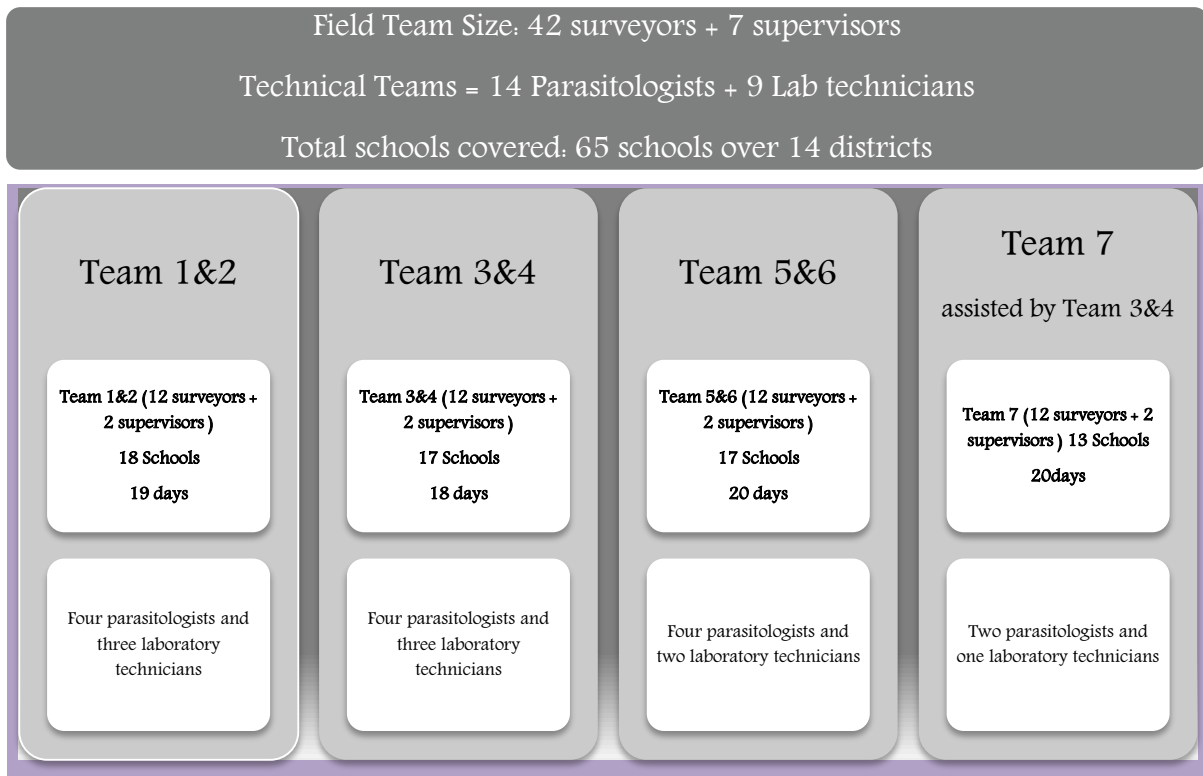 Field Team Size: 42 surveyors + 7 supervisors
Technical Teams = 14 Parasitologists + 9 Lab technicians
Total schools covered: 65 schools over 14 districts
Team 1&2
Team 1&2 (12 surveyors +
2 supervisors )
18 Schools
19 days
Four parasitologists and
three laboratory
technicians
Team 3&4
Team 3&4 (12 surveyors +
2 supervisors )
17 Schools
18 days
Four parasitologists and
three laboratory
technicians
Team 5&6
Team 5&6 (12 surveyors +
2 supervisors )
17 Schools
20 days
Four parasitologists and
two laboratory technicians
Team 7
assisted by Team 3&4
Team 7 (12 surveyors + 2
supervisors ) 13 Schools
20days
Two parasitologists and
one laboratory technicians